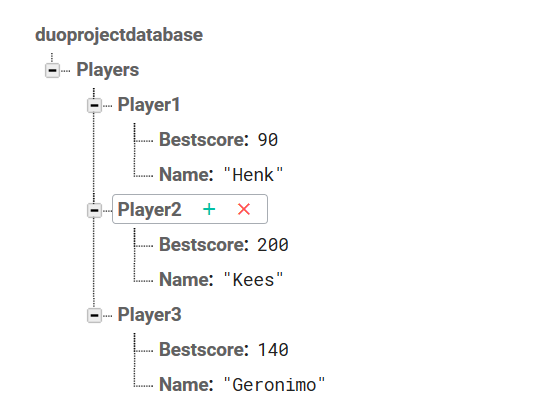 duoprojectdatabase
Players
Player1
Bestscore: 90
Name: "Henk"
Player2
Bestscore: 200
Name: "Kees"
Player3
Bestscore: 140
Name: "Geronimo"